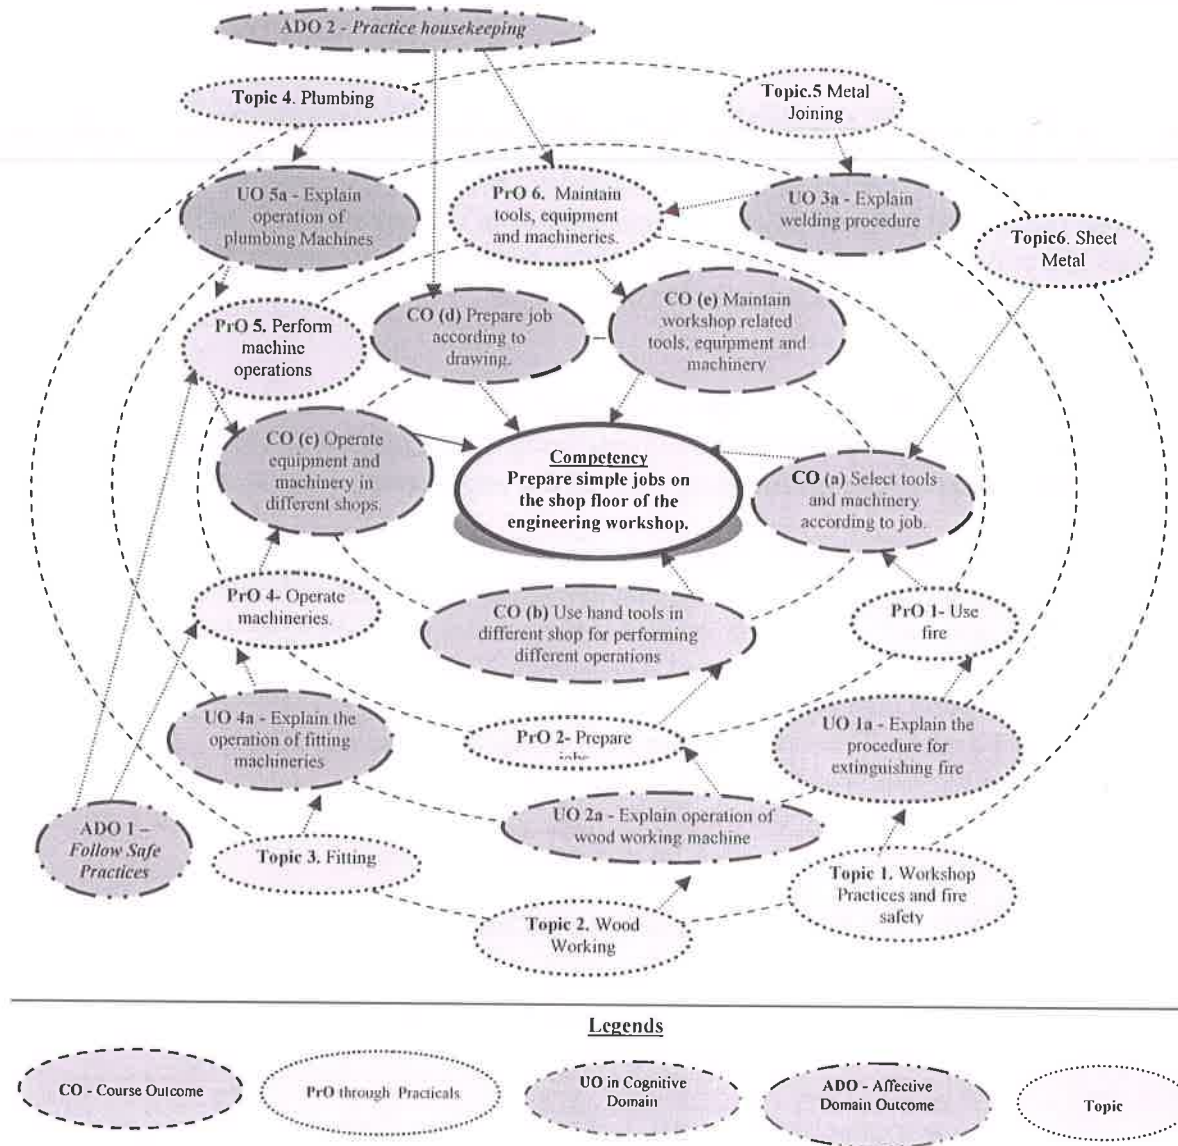 ADO 2 - Practice housekeeping
Topic 4. Plumbing
Topic.5 Metal
Joining
UO 5a - Explain
operation of
plumbing Machines
PrO 6. Maintain
tools, equipment
and machineries.
UO 3a - Explain
welding procedure
Topic6. Sheet
Metal
PrO 5. Perform
machine
operations
CO (d) Prepare job
according to
drawing.
CO (e) Maintain
workshop related
tools, equipment and
machinery
CO (c) Operate
equipment and
machinery in
different shops.
Competency
Prepare simple jobs on
the shop floor of the
engineering workshop.
CO (a) Select tools
and machinery
according to job.
PrO 4- Operate
machineries.
CO (b) Use hand tools in
different shop for performing
different operations
PrO 1- Use
fire
UO 4a - Explain the
operation of fitting
machineries
PrO 2- Prepare
UO 1a - Explain the
procedure for
extinguishing fire
ADO 1 –
Follow Safe
Practices
Topic 3. Fitting
UO 2a - Explain operation of
wood working machine
Topic 1. Workshop
Practices and fire
safety
Topic 2. Wood
Working
Legends
CO - Course Outcome
PrO through Practicals
UO in Cognitive
Domain
ADO - Affective
Domain Outcome
Topic